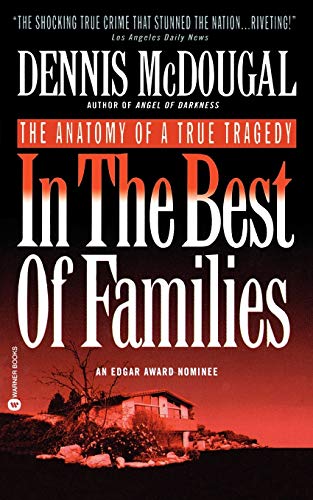 "THE SHOCKING TRUE CRIME THAT STUNNED THE NATION...RIVETING!"
Los Angeles Daily News
DENNIS McDOUGAL
AUTHOR OF ANGEL OF DARKNESS
THE ANATOMY OF A TRUE TRAGEDY
IN THE BEST
OF FAMILIES
AN EDGAR AWARD NOMINEE
WARNER BOOKS